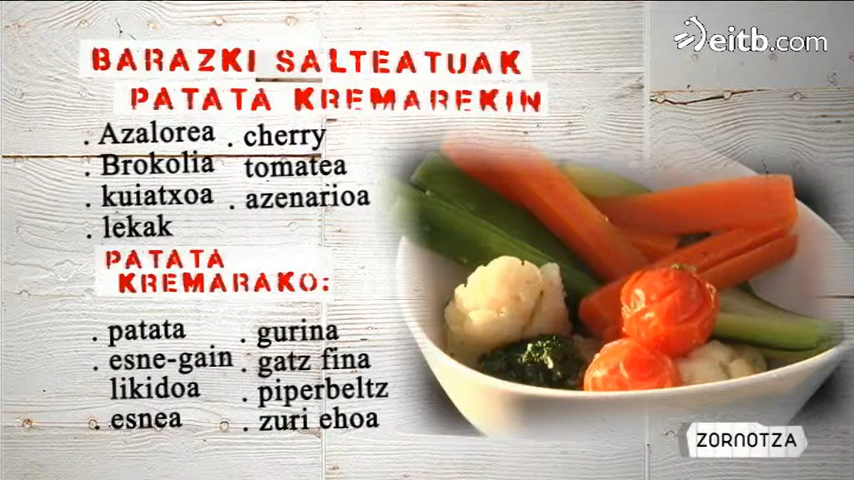 eitb.com
BARAZKI SALTEATUAK
PATATA KREMAREKIN
. Azalorea
. Brokolia
. kuiatxoa
. lekak
. cherry
tomatea
. azenarioa
PATATA
KREMARAKO:
. patata
. esne-gain
likidoa
. esnea
. gurina
. gatz fina
. piperbeltz
. zuri ehoa
ZORNOTZA